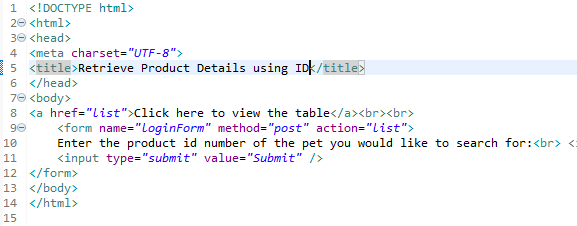 1 <!DOCTYPE html>
2 <html>
3 <head>
4 <meta charset="UTF-8">
5 <title>Retrieve Product Details using ID</title>
6 </head>
7 <body>
8 <a href="list">Click here to view the table</a><br><br>
9 <form name="loginForm" method="post" action="list">
10 Enter the product id number of the pet you would like to search for:<br> <
11 <input type="submit" value="Submit" />
12 </form>
13 </body>
14 </html>
15